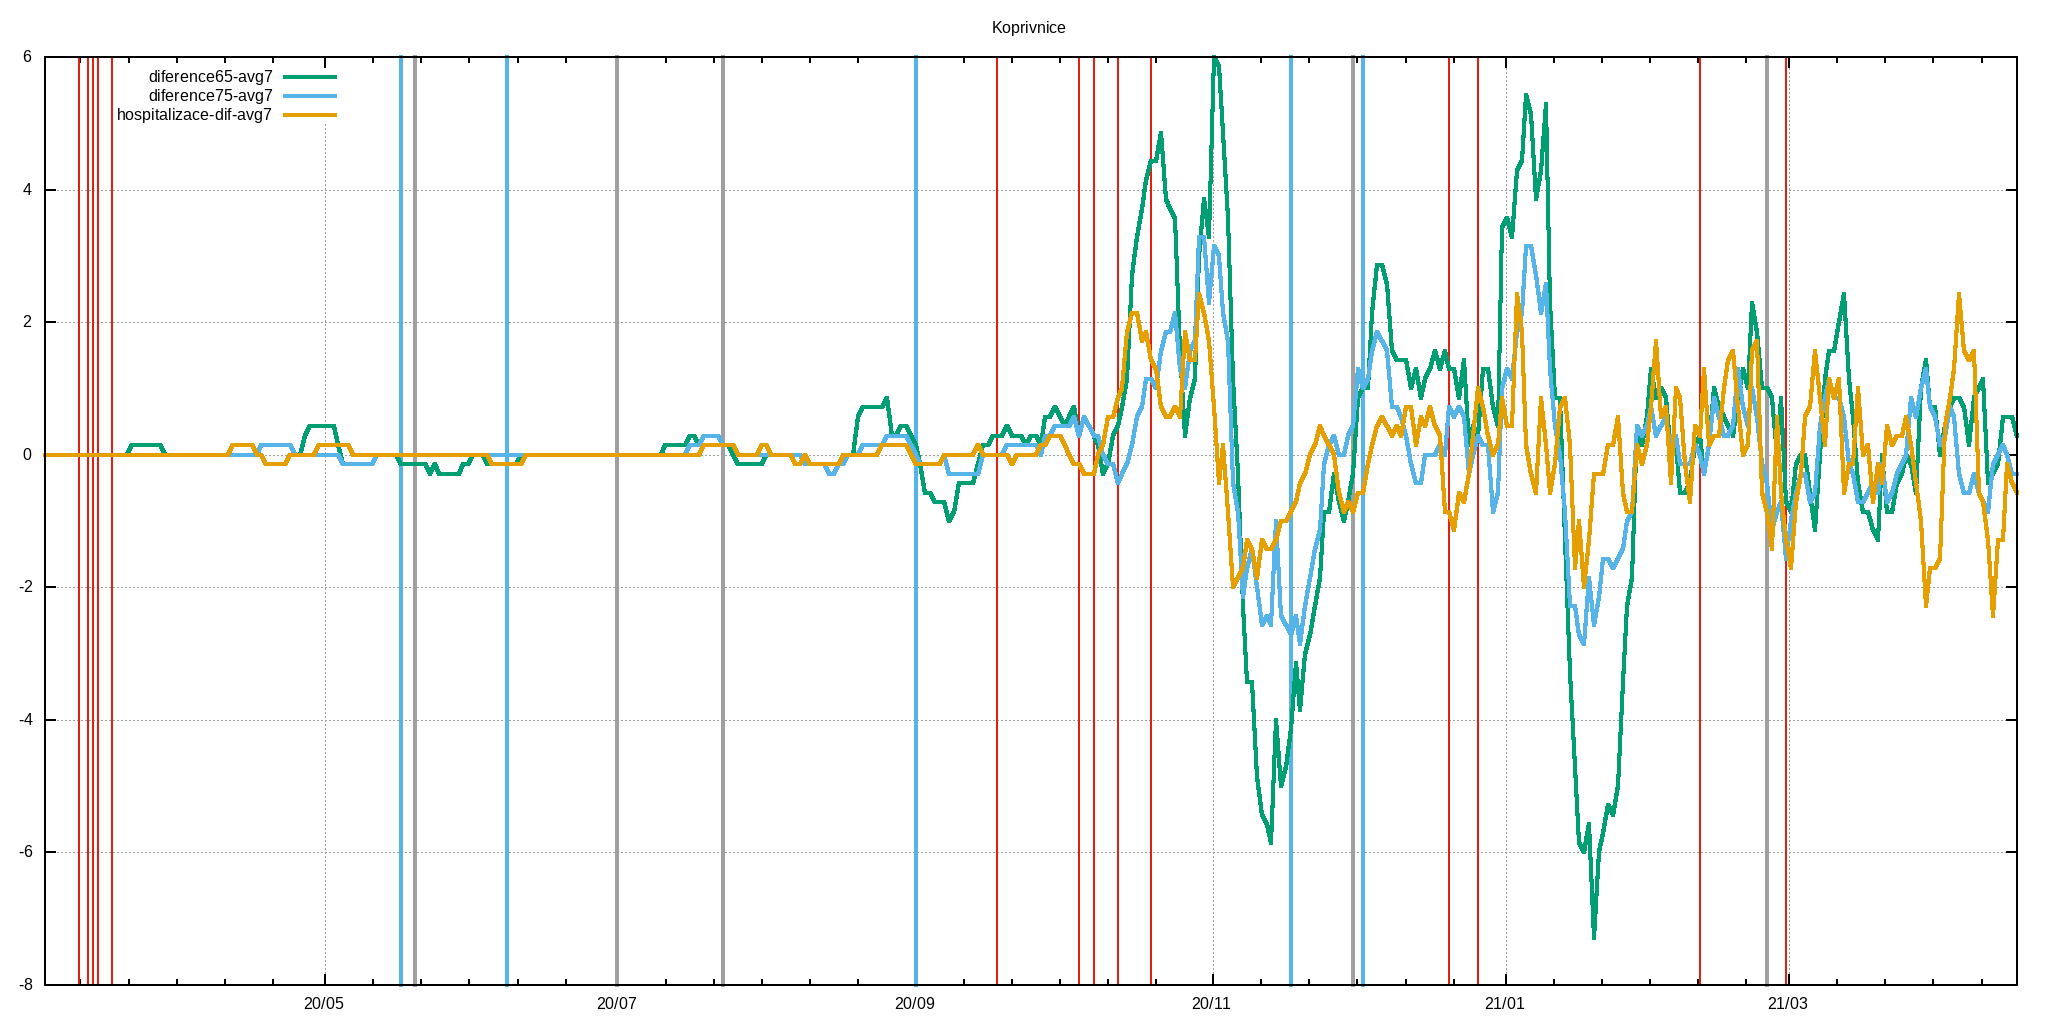 Koprivnice
diference65-avg7
diference75-avg7
hospitalizace-dif-avg7
6
4
2
0
-2
-4
-6
-8
20/05 20/07 20/09 20/11 21/01 21/03